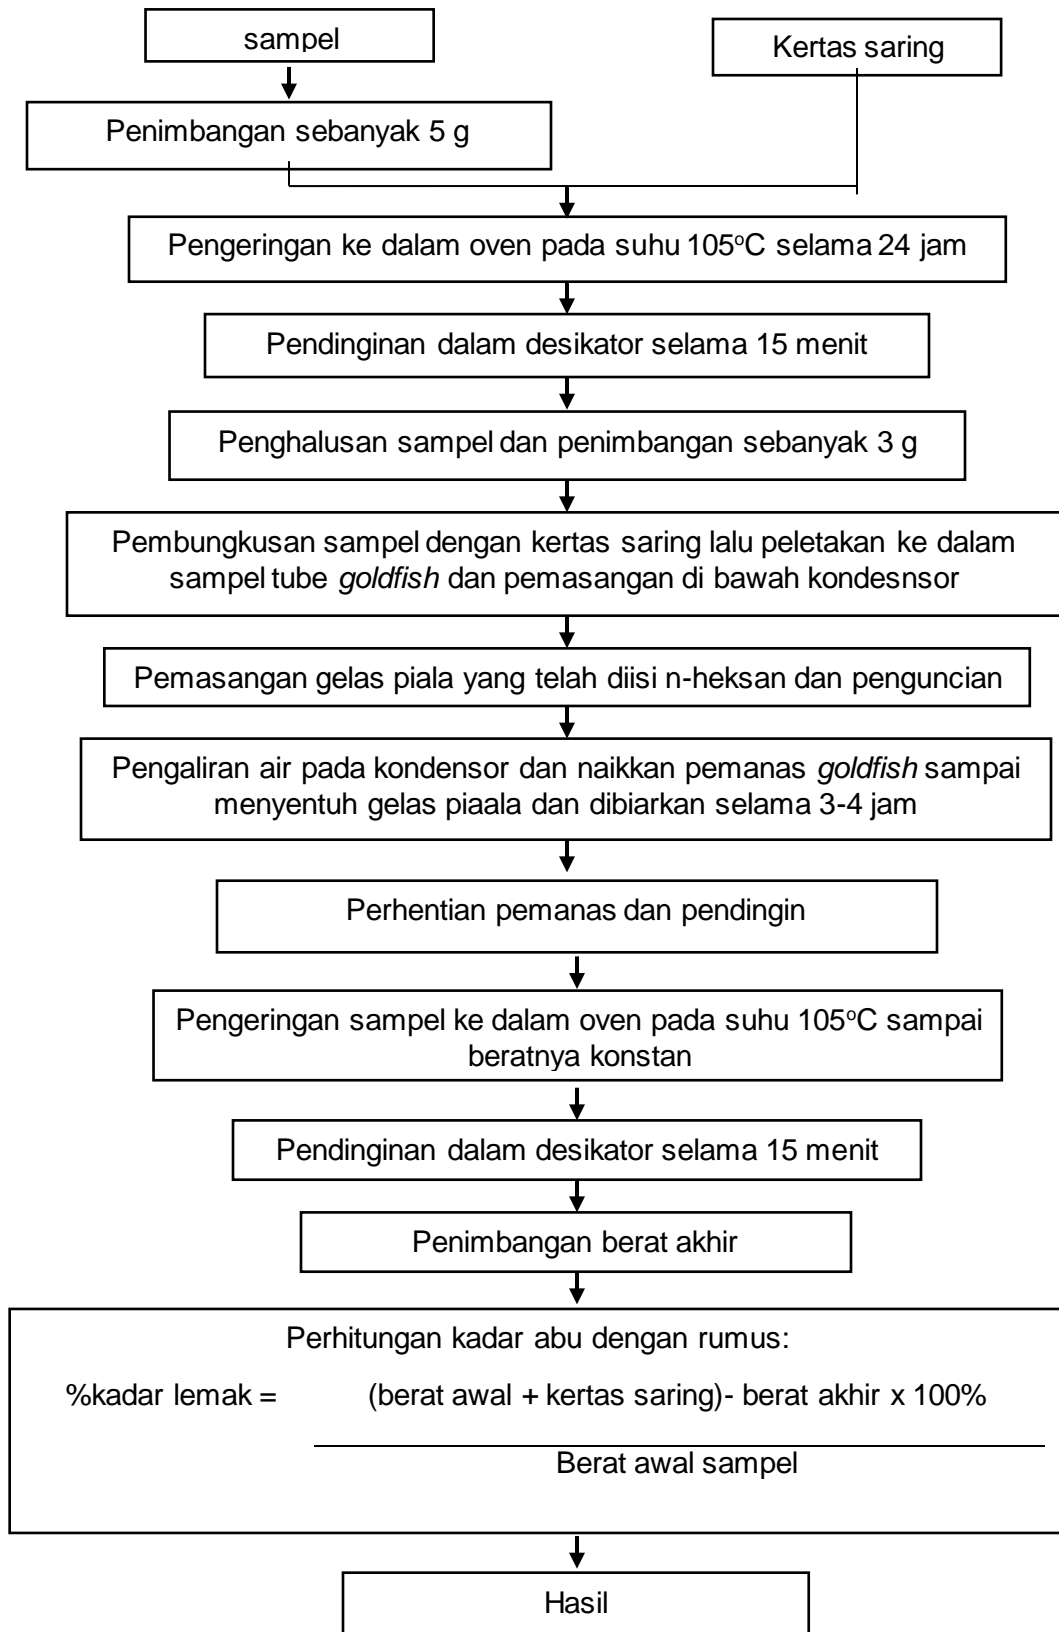 sampel
Kertas saring
Penimbangan sebanyak 5 g
Pengeringan ke dalam oven pada suhu 105°C selama 24 jam
Pendinginan dalam desikator selama 15 menit
Penghalusan sampel dan penimbangan sebanyak 3 g
Pembungkusan sampel dengan kertas saring lalu peletakan ke dalam
sampel tube goldfish dan pemasangan di bawah kondesnsor
Pemasangan gelas piala yang telah diisi n-heksan dan penguncian
Pengaliran air pada kondensor dan naikkan pemanas goldfish sampai
menyentuh gelas piaala dan dibiarkan selama 3-4 jam
Perhentian pemanas dan pendingin
Pengeringan sampel ke dalam oven pada suhu 105°C sampai
beratnya konstan
Pendinginan dalam desikator selama 15 menit
Penimbangan berat akhir
Perhitungan kadar abu dengan rumus:
%kadar lemak = (berat awal + kertas saring)- berat akhir x 100%
Berat awal sampel
Hasil